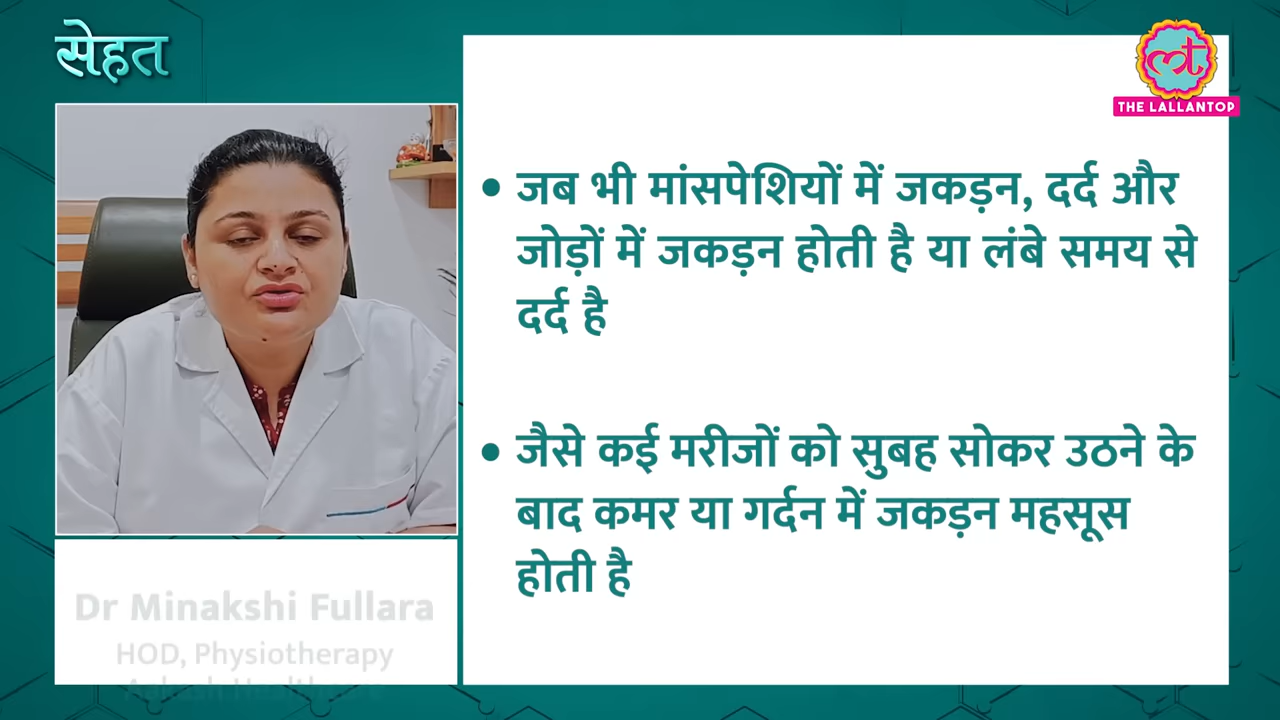 सेहत
THE LALLANTOP
जब भी मांसपेशियों में जकड़न, दर्द और
जोड़ों में जकड़न होती है या लंबे समय से
दर्द है
जैसे कई मरीजों को सुबह सोकर उठने के
बाद कमर या गर्दन में जकड़न महसूस
होती है
Dr Minakshi Fullara
HOD, Physiotherapy